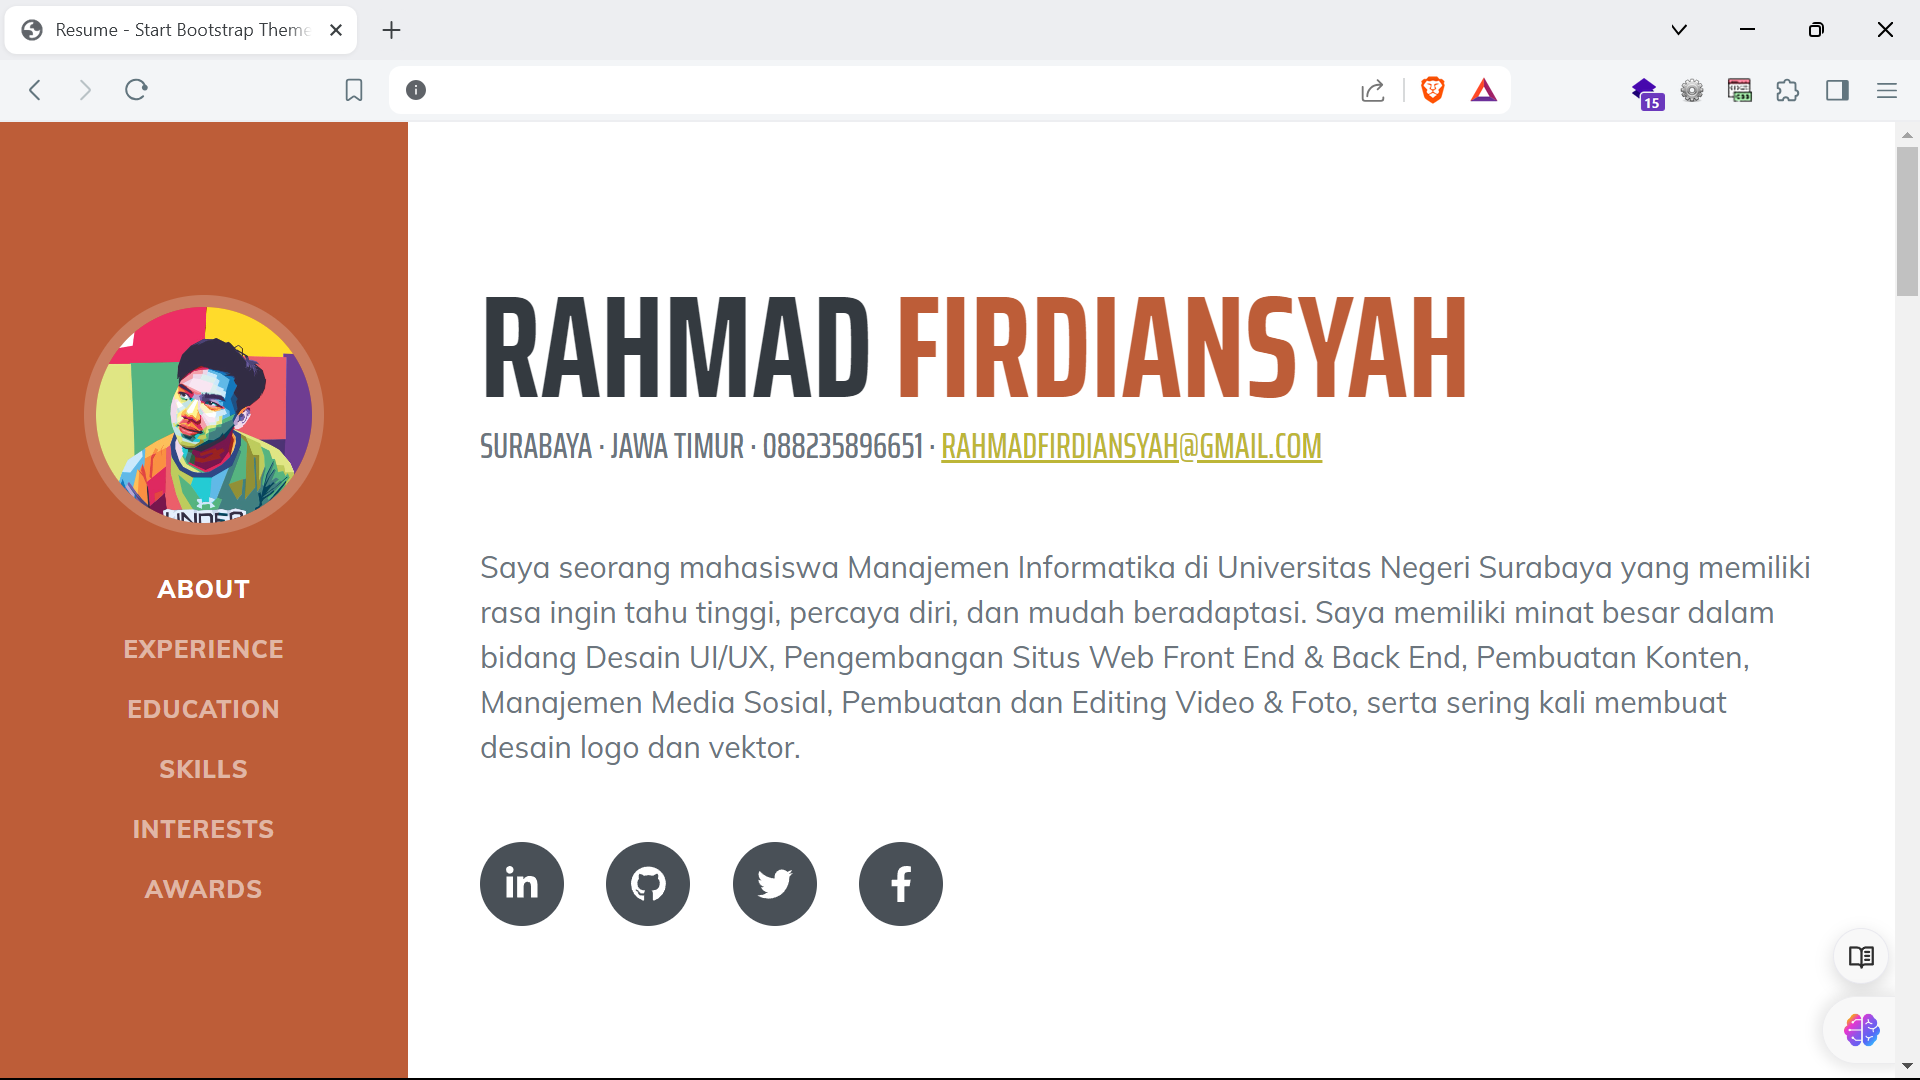 Resume - Start Bootstrap Theme
15
RAHMAD FIRDIANSYAH
SURABAYA · JAWA TIMUR · 088235896651 · RAHMADFIRDIANSYAH@GMAIL.COM
Saya seorang mahasiswa Manajemen Informatika di Universitas Negeri Surabaya yang memiliki
rasa ingin tahu tinggi, percaya diri, dan mudah beradaptasi. Saya memiliki minat besar dalam
bidang Desain UI/UX, Pengembangan Situs Web Front End & Back End, Pembuatan Konten,
Manajemen Media Sosial, Pembuatan dan Editing Video & Foto, serta sering kali membuat
desain logo dan vektor.
UNDER
ABOUT
EXPERIENCE
EDUCATION
SKILLS
INTERESTS
AWARDS
in